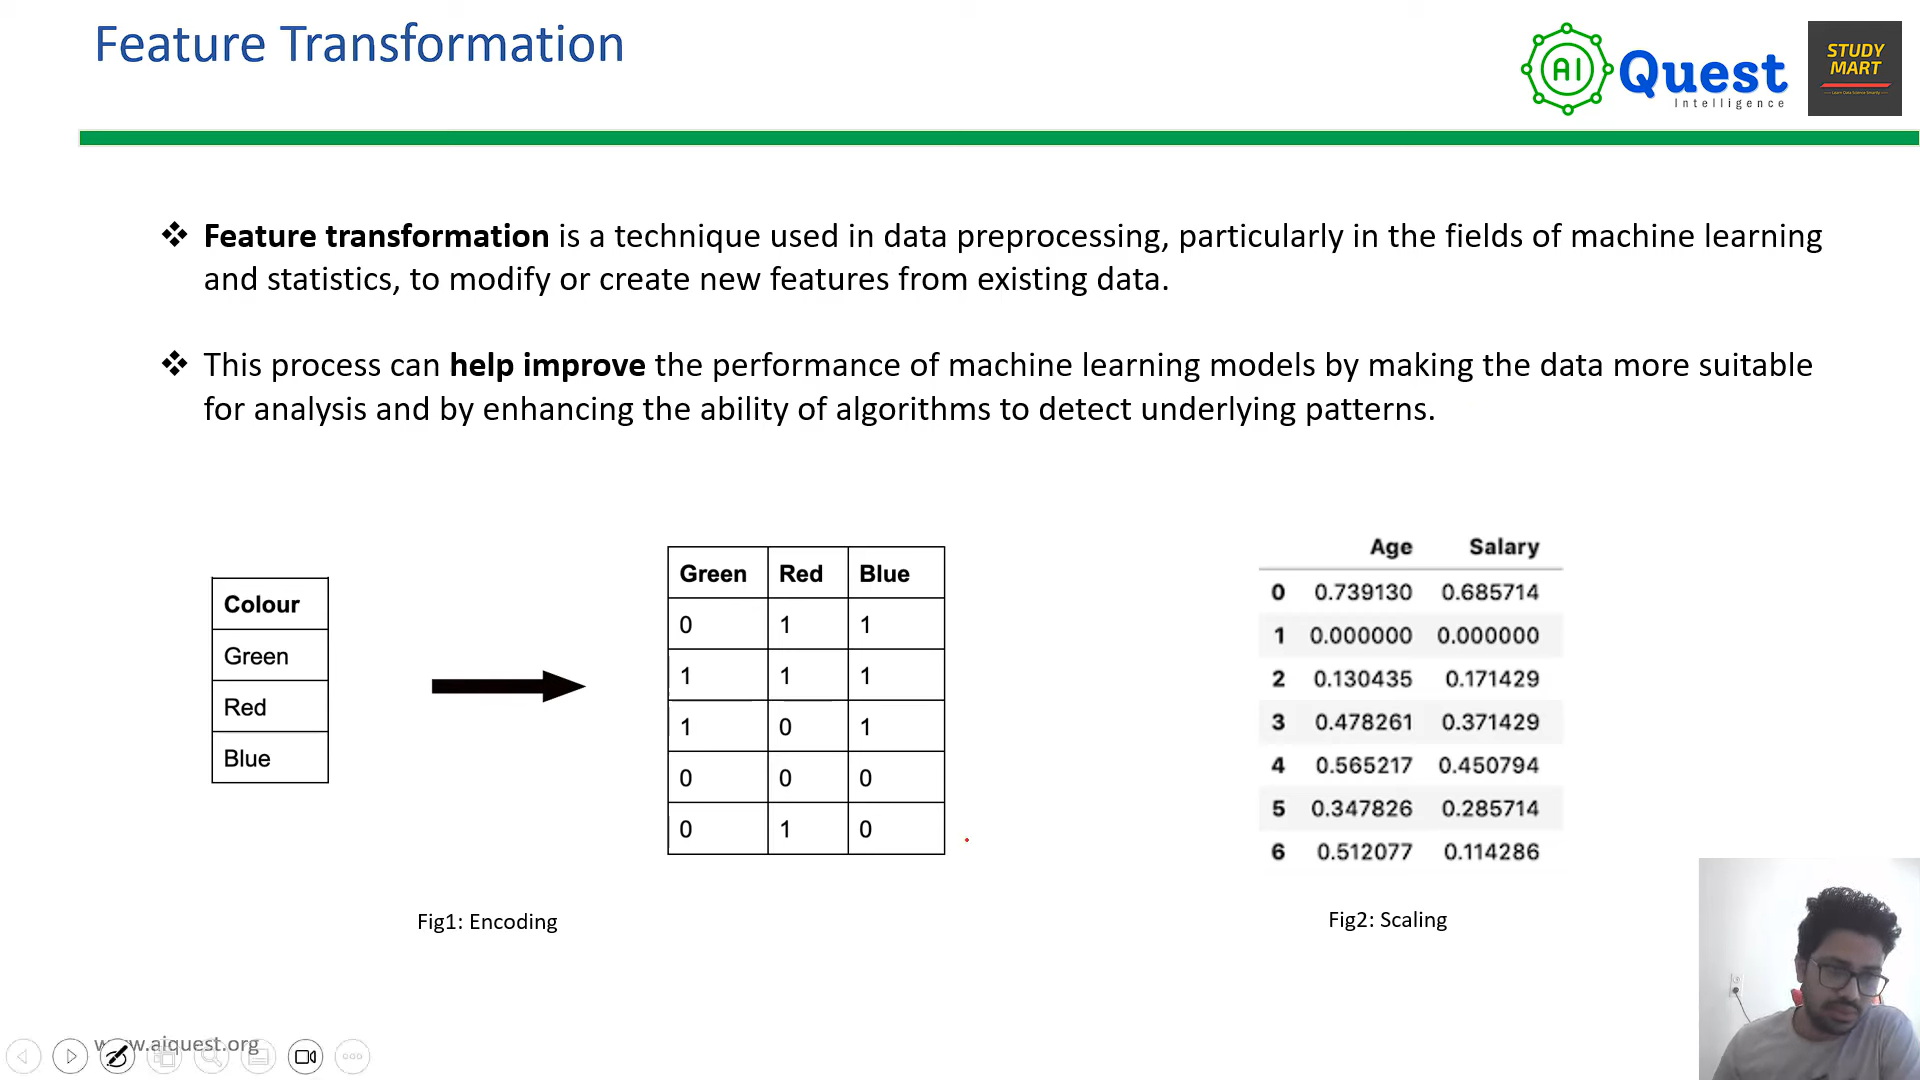 Feature Transformation
AI Quest
Intelligence
STUDY
MART
Feature transformation is a technique used in data preprocessing, particularly in the fields of machine learning
and statistics, to modify or create new features from existing data.
This process can help improve the performance of machine learning models by making the data more suitable
for analysis and by enhancing the ability of algorithms to detect underlying patterns.
Colour
Green
Red
Blue
Green Red Blue
0 1 1
1 1 1
1 0 1
0 0 0
0 1 0
Fig1: Encoding
Age Salary
0 0.739130 0.685714
1 0.000000 0.000000
2 0.130435 0.171429
3 0.478261 0.371429
4 0.565217 0.450794
5 0.347826 0.285714
6 0.512077 0.114286
Fig2: Scaling
www.aiquest.org